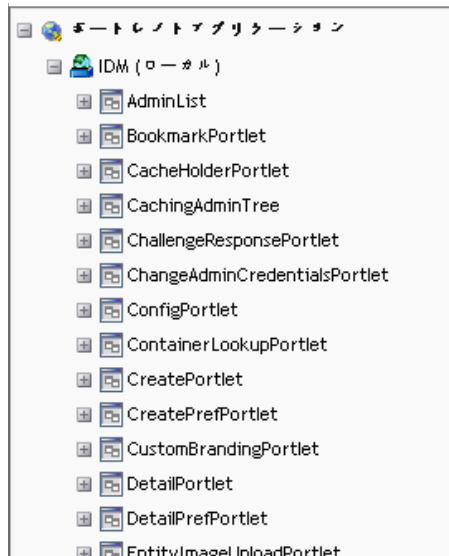 ポートレットアプリケーション
IDM (ローカル)
AdminList
BookmarkPortlet
CacheHolderPortlet
CachingAdminTree
ChallengeResponsePortlet
ChangeAdminCredentialsPortlet
ConfigPortlet
ContainerLookupPortlet
CreatePortlet
CreatePrefPortlet
CustomBrandingPortlet
DetailPortlet
DetailPrefPortlet
EntityImageUploadPortlet